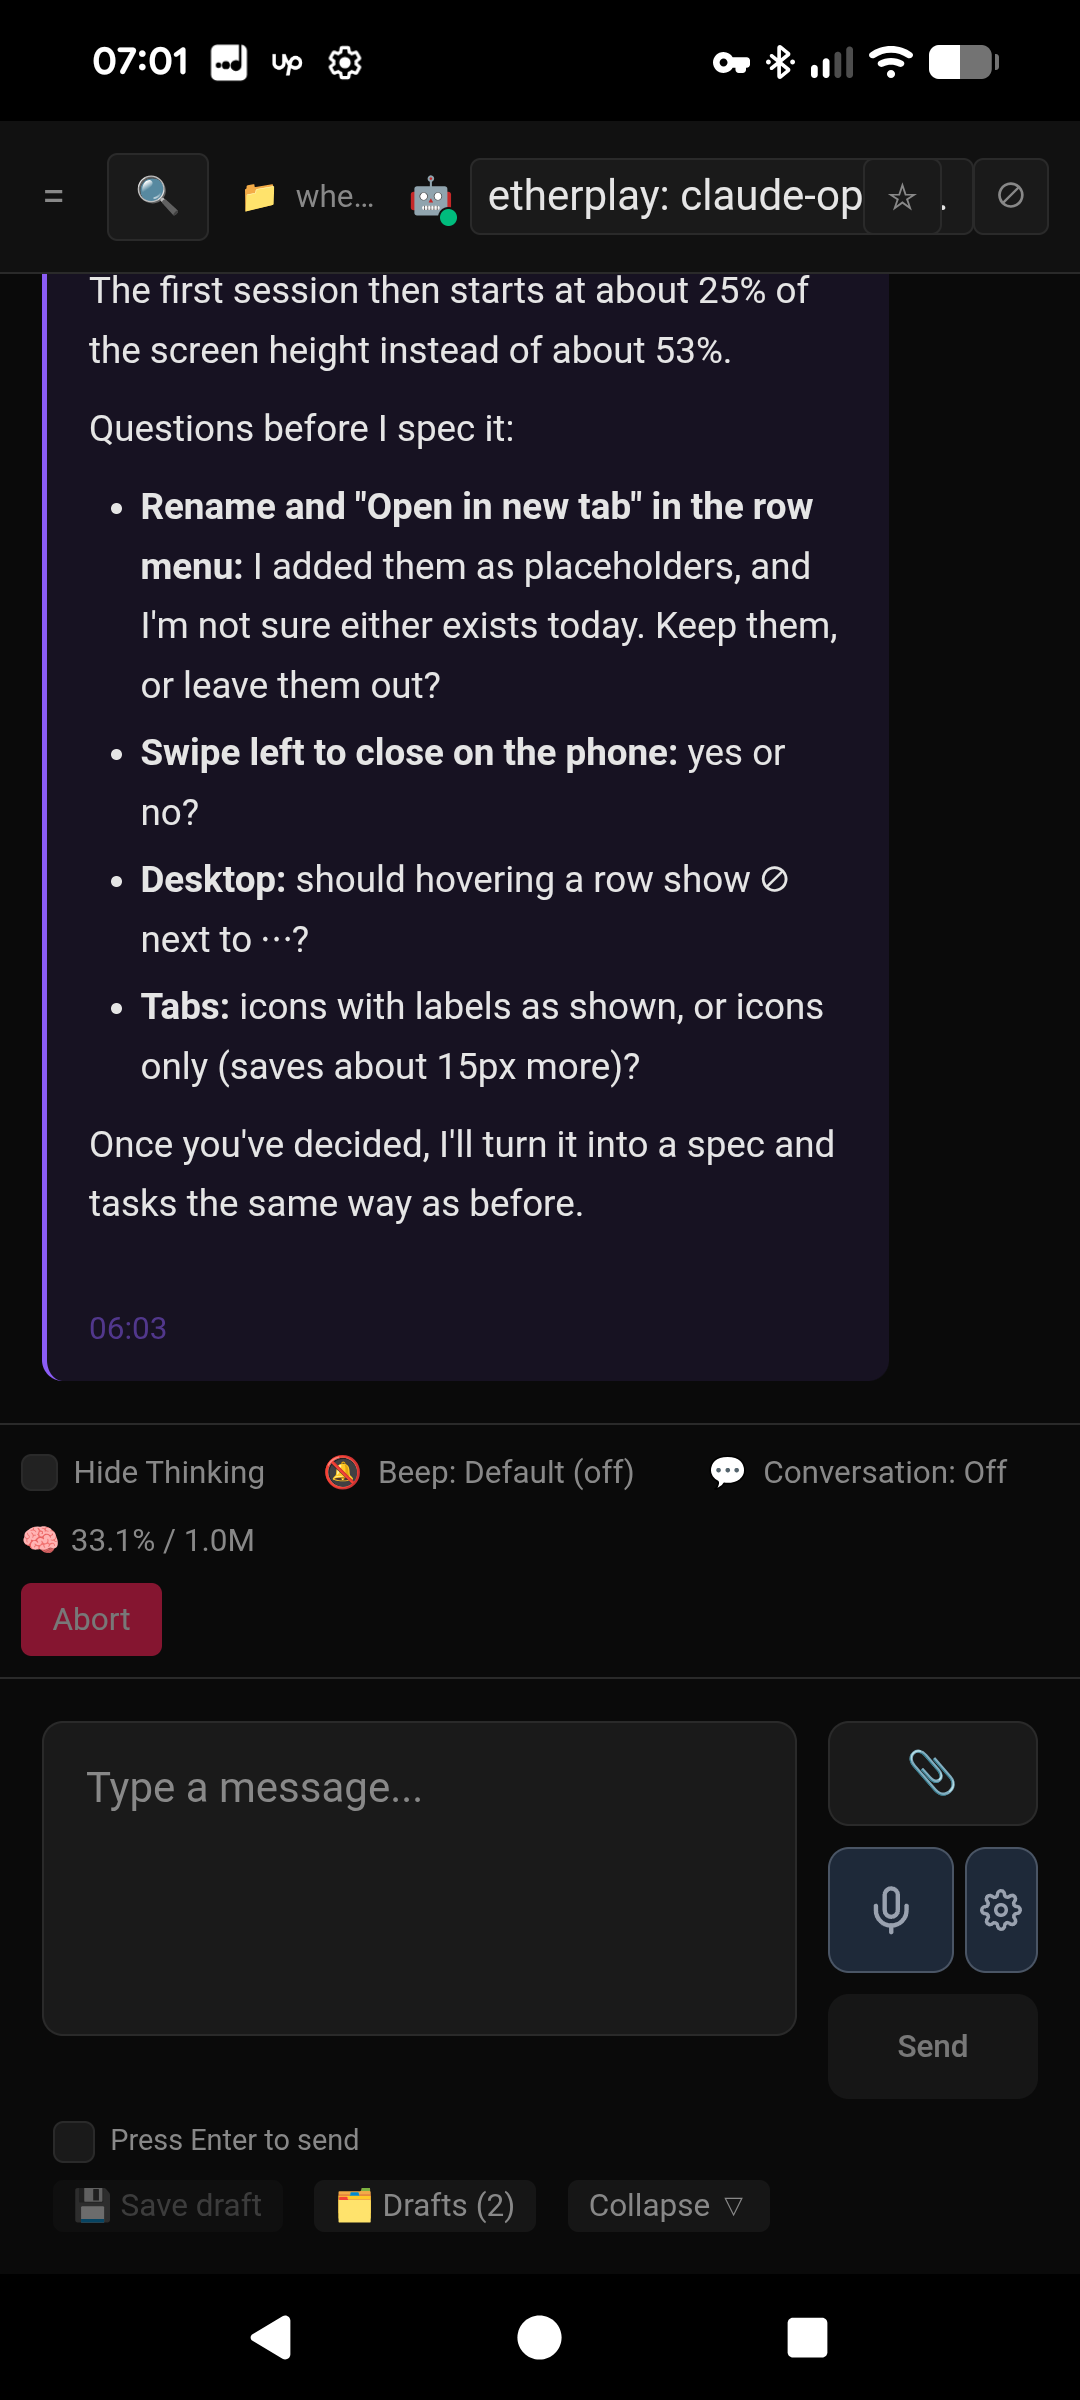 07:01
whe...
etherplay: claude-op
The first session then starts at about 25% of
the screen height instead of about 53%.
Questions before I spec it:
• Rename and "Open in new tab" in the row
menu: I added them as placeholders, and
I'm not sure either exists today. Keep them,
or leave them out?
• Swipe left to close on the phone: yes or
no?
• Desktop: should hovering a row show ⊘
next to ···?
• Tabs: icons with labels as shown, or icons
only (saves about 15px more)?
Once you've decided, I'll turn it into a spec and
tasks the same way as before.
06:03
Hide Thinking
Beep: Default (off)
Conversation: Off
33.1% / 1.0M
Abort
Type a message...
Send
Press Enter to send
Save draft
Drafts (2)
Collapse ▽